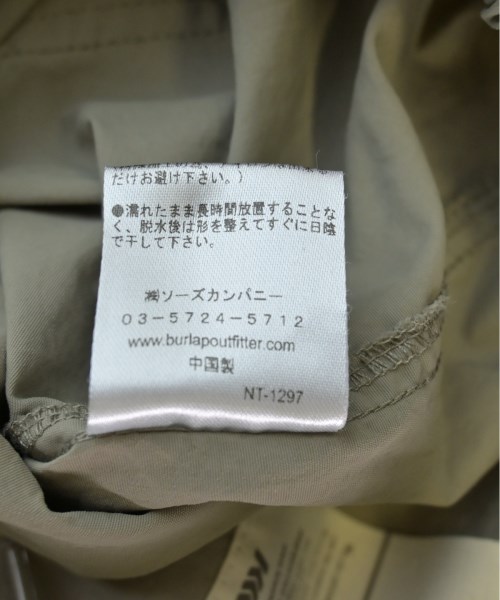 だけお避け下さい。)
●濡れたまま長時間放置することな
く、脱水後は形を整えてすぐに日陰
で干して下さい。
㈱ソーズカンパニー
03-5724-5712
www.burlapoutfitter.com
中国製
NT-1297